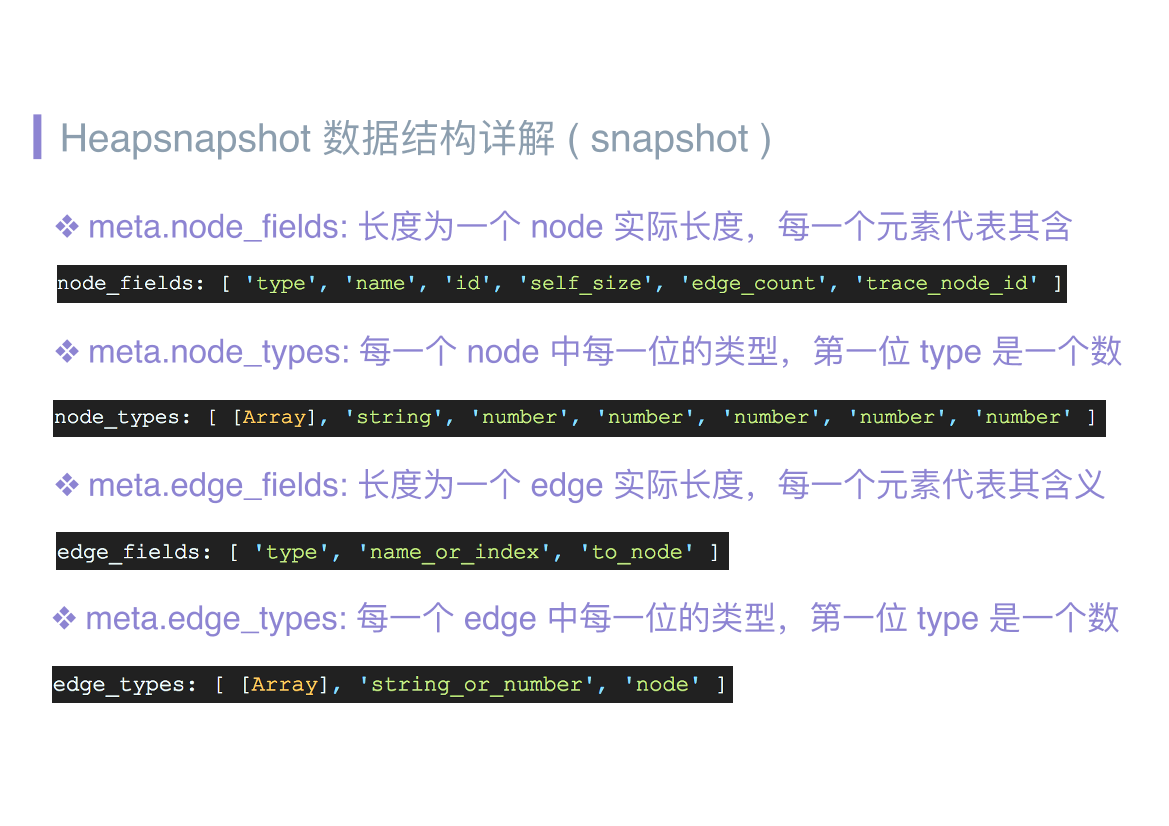 Heapsnapshot 数据结构详解 ( snapshot )
❖ meta.node_fields: 长度为一个 node 实际长度，每一个元素代表其含
node_fields: [ 'type', 'name', 'id', 'self_size', 'edge_count', 'trace_node_id' ]
❖ meta.node_types: 每一个 node 中每一位的类型，第一位 type 是一个数
node_types: [ [Array], 'string', 'number', 'number', 'number', 'number', 'number' ]
❖ meta.edge_fields: 长度为一个 edge 实际长度，每一个元素代表其含义
edge_fields: [ 'type', 'name_or_index', 'to_node' ]
❖ meta.edge_types: 每一个 edge 中每一位的类型，第一位 type 是一个数
edge_types: [ [Array], 'string_or_number', 'node' ]